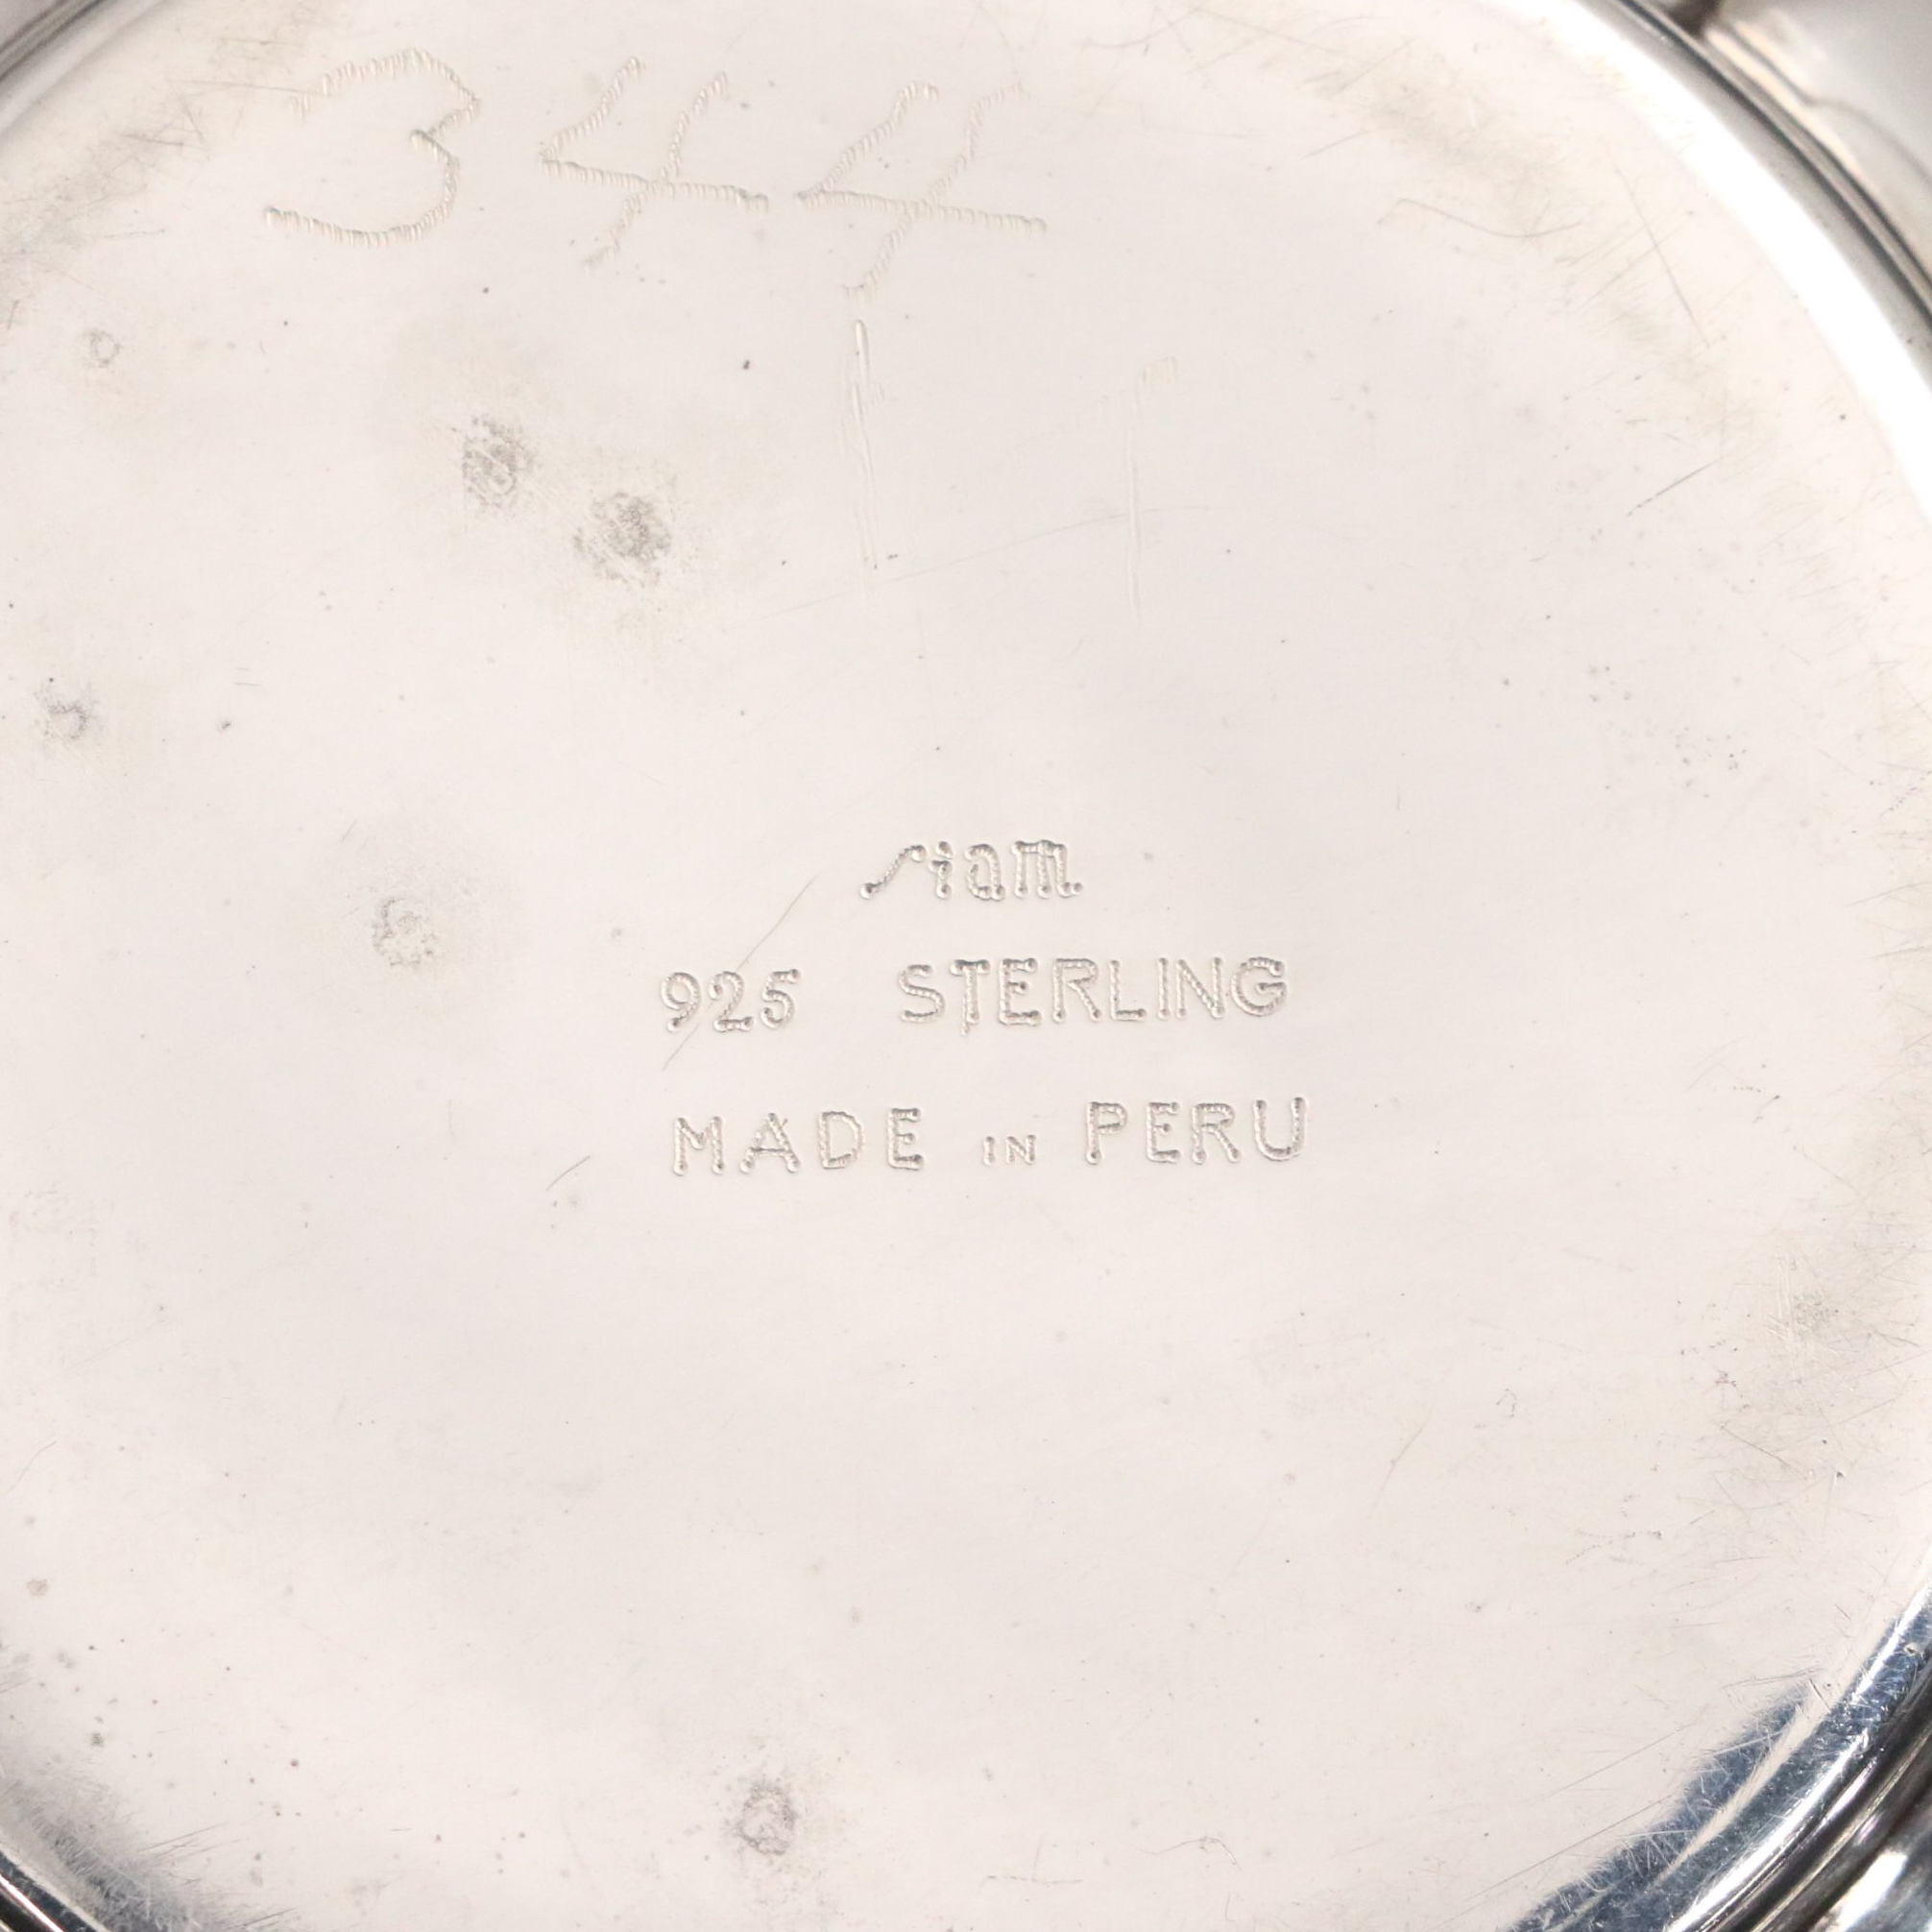 344
siam
925 STERLING
MADE IN PERU